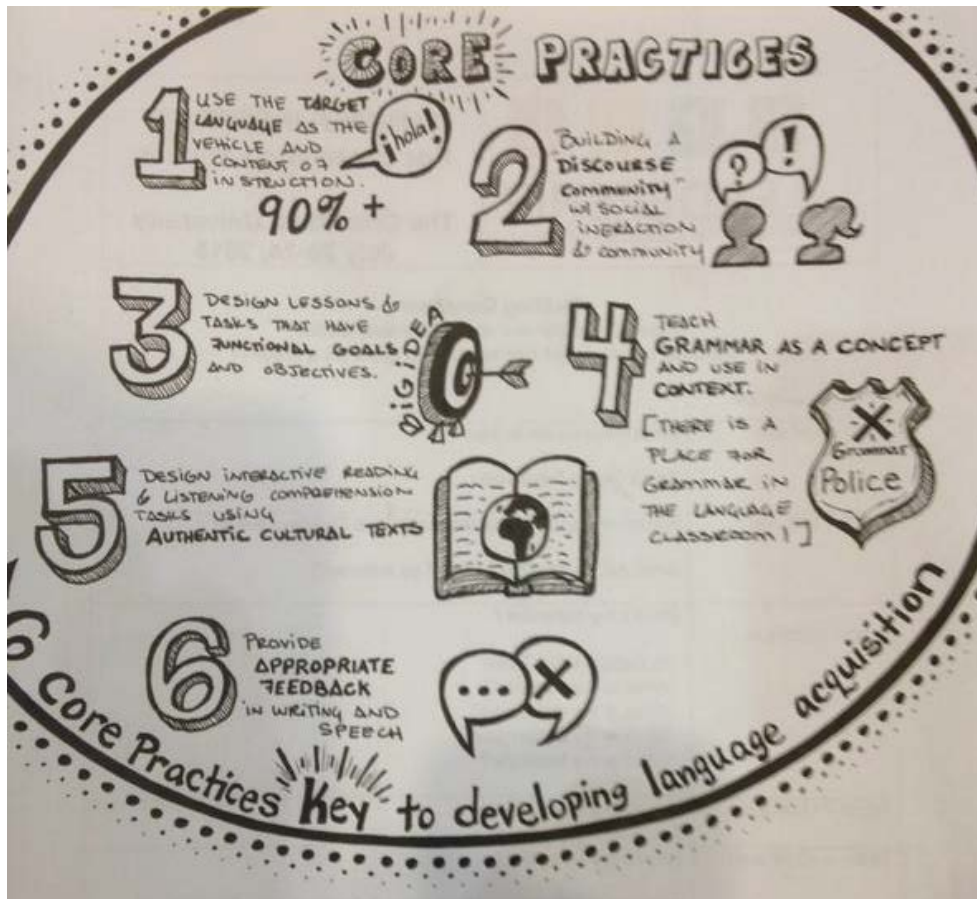 CORE PRACTICES
1
USE THE TARGET
LANGUAGE AS THE
VEHICLE AND
CONTENT OF
INSTRUCTION.
90% +
¡hola!
2
BUILDING A
"DISCOURSE
COMMUNITY"
W/ SOCIAL
INERACTION
& COMMUNITY
?
!
3
DESIGN LESSONS &
TASKS THAT HAVE
FUNCTIONAL GOALS
AND OBJECTIVES.
BIG IDEA
4
TEACH
GRAMMAR AS A CONCEPT
AND USE IN
CONTEXT.
[THERE IS A
PLACE FOR
GRAMMAR IN
THE LANGUAGE
CLASSROOM!]
Grammar
Police
5
DESIGN INTERACTIVE READING
& LISTENING COMPREHENSION
TASKS USING
AUTHENTIC CULTURAL TEXTS
6
PROVIDE
APPROPRIATE
FEEDBACK
IN WRITING AND
SPEECH
...
6 Core Practices Key to developing language acquisition